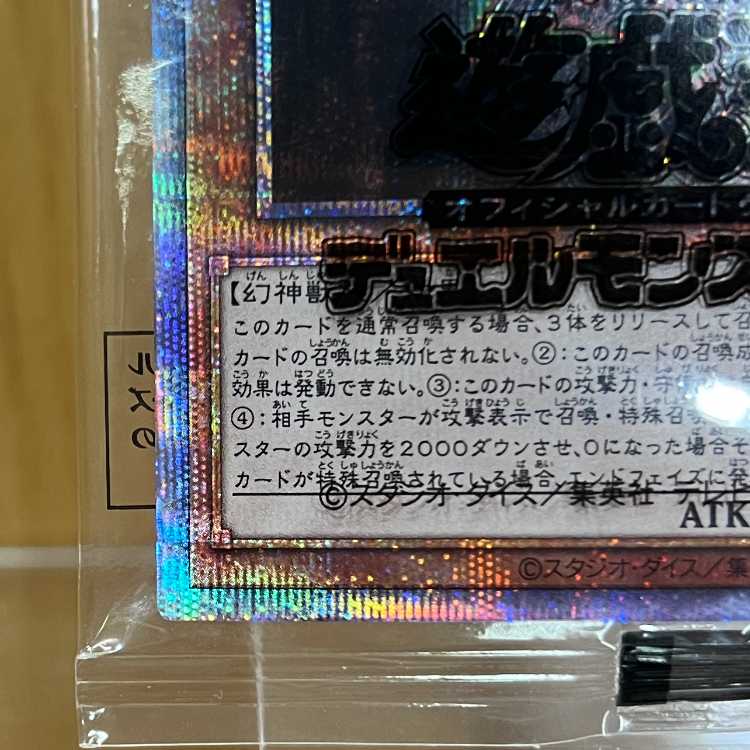 遊戯
オフィシャルカード
デュエルモンス
【幻神獣
このカードを通常召喚する場合、3体をリリースして召
カードの召喚は無効化されない。②:このカードの召喚成
効果は発動できない。③:このカードの攻撃力・守
④:相手モンスターが攻撃表示で召喚・特殊召
スターの攻撃力を2000ダウンさせ、0になった場合そ
カードが特殊召喚されている場合、エンドフェイズに発
©スタジオ・ダイス/集英社 テレビ
ATK
©スタジオ・ダイス/集